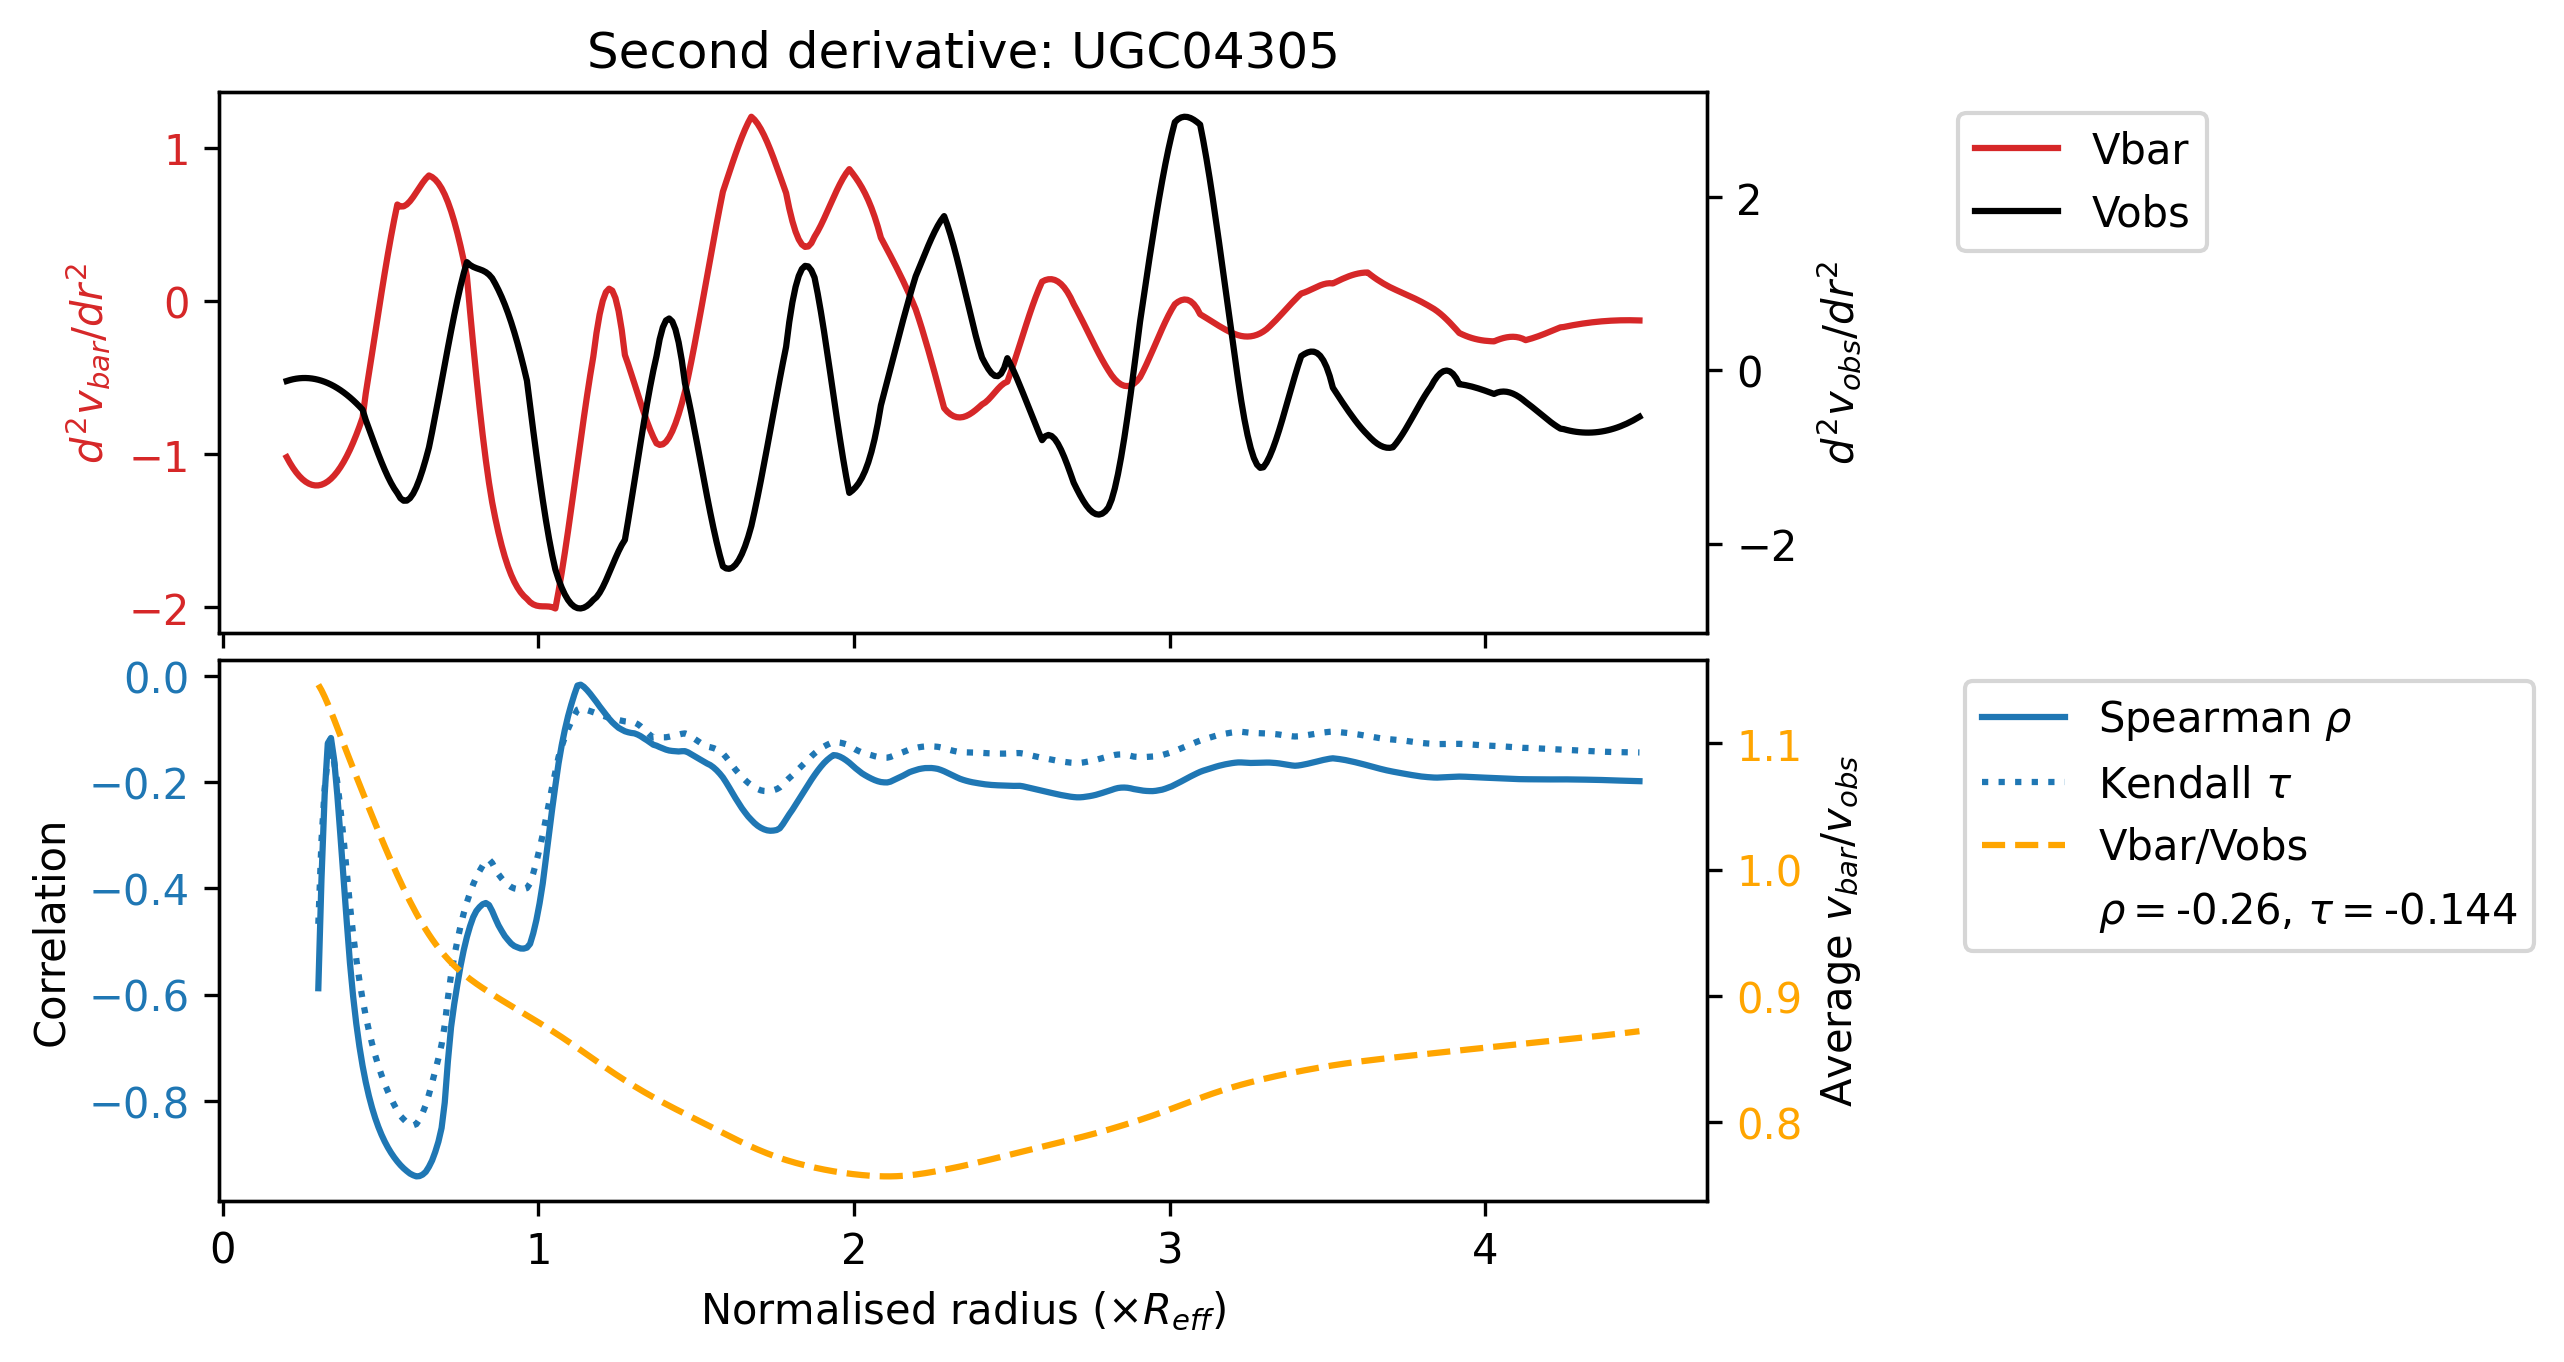 Second derivative: UGC04305
d²v_bar/dr²
1
0
−1
−2
2
0
−2
d²v_obs/dr²
Vbar
Vobs
Correlation
0.0
−0.2
−0.4
−0.6
−0.8
1.1
1.0
0.9
0.8
Average v_bar/v_obs
Spearman ρ
Kendall τ
Vbar/Vobs
ρ = -0.26, τ = -0.144
0 1 2 3 4
Normalised radius (×R_eff)